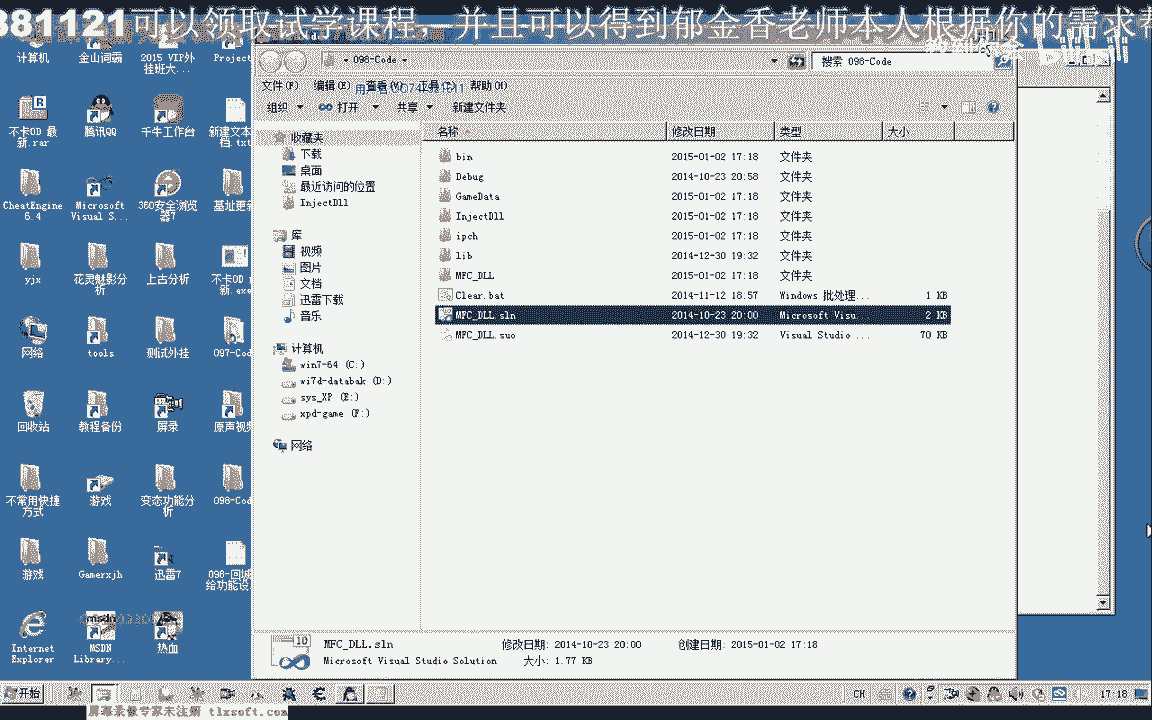 881121可以领取试学课程，并且可以得到郁金香老师本人根据你的需求
098-Code
搜索 098-Code
文件(F) 编辑(E) 查看(V) 工具(T) 帮助(H)
组织 打开 共享 新建文件夹
名称 修改日期 类型 大小
bin 2015-01-02 17:18 文件夹
Debug 2014-10-23 20:58 文件夹
GameData 2015-01-02 17:18 文件夹
InjectDll 2015-01-02 17:18 文件夹
ipch 2015-01-02 17:18 文件夹
lib 2014-12-30 19:32 文件夹
MFC_DLL 2015-01-02 17:18 文件夹
Clear.bat 2014-11-12 18:57 Windows 批处理... 1 KB
MFC_DLL.sln 2014-10-23 20:00 Microsoft Visu... 2 KB
MFC_DLL.suo 2014-12-30 19:32 Visual Studio ... 70 KB
收藏夹
下载
桌面
最近访问的位置
InjectDll
库
视频
图片
文档
迅雷下载
音乐
计算机
win7-64 (C:)
wi7d-databak (D:)
sys_XP (E:)
xpd-game (F:)
网络
MFC_DLL.sln 修改日期: 2014-10-23 20:00 创建日期: 2015-01-02 17:18
Microsoft Visual Studio Solution 大小: 1.77 KB
计算机 金山词霸 2015 VIP外 Project
挂班大...
不卡OD 最 腾讯QQ 千牛工作台 新建文本
新.rar 档.txt
CheatEngine Microsoft 360安全浏览 基址更新
6.4 Visual S... 器7
yjx 花灵魅影分 上古分析 不卡OD
析 新.exe
网络 tools 测试外挂 097-Cod
回收站 教程备份 屏录 原声视频
不常用快捷 游戏 变态功能分 098-Cod
方式 析
游戏 Gamerxjh 迅雷7 098-回城
给功能设
Internet MSDN 热血
Explorer Library...
开始 CH 17:18
屏幕录像专家未注册 tlxsoft.com